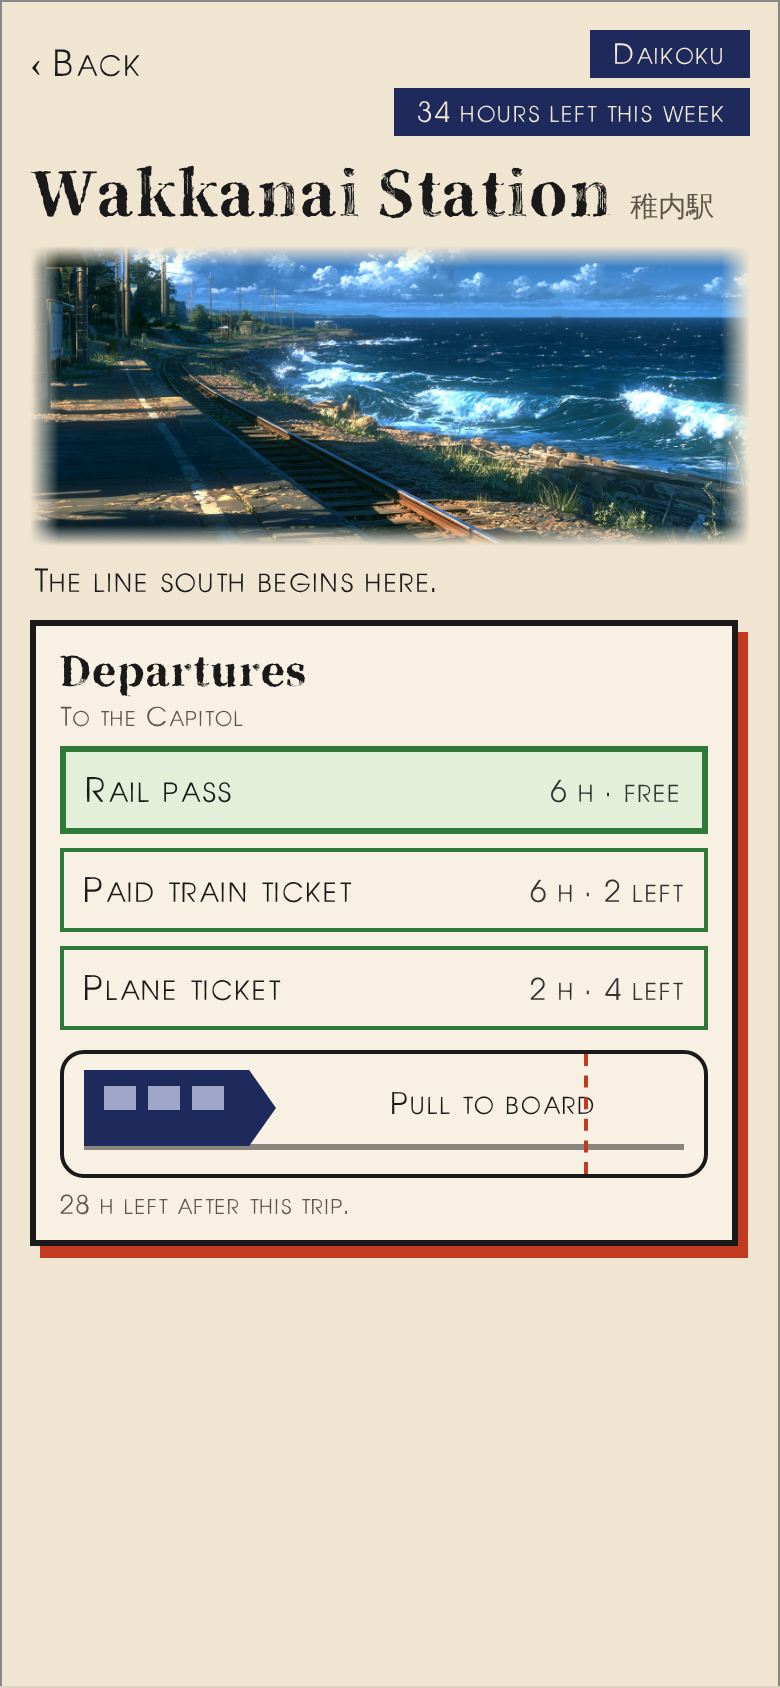 ‹ Back
Daikoku
34 hours left this week
Wakkanai Station 稚内駅
The line south begins here.
Departures
To the Capitol
Rail pass 6 h · free
Paid train ticket 6 h · 2 left
Plane ticket 2 h · 4 left
Pull to board
28 h left after this trip.